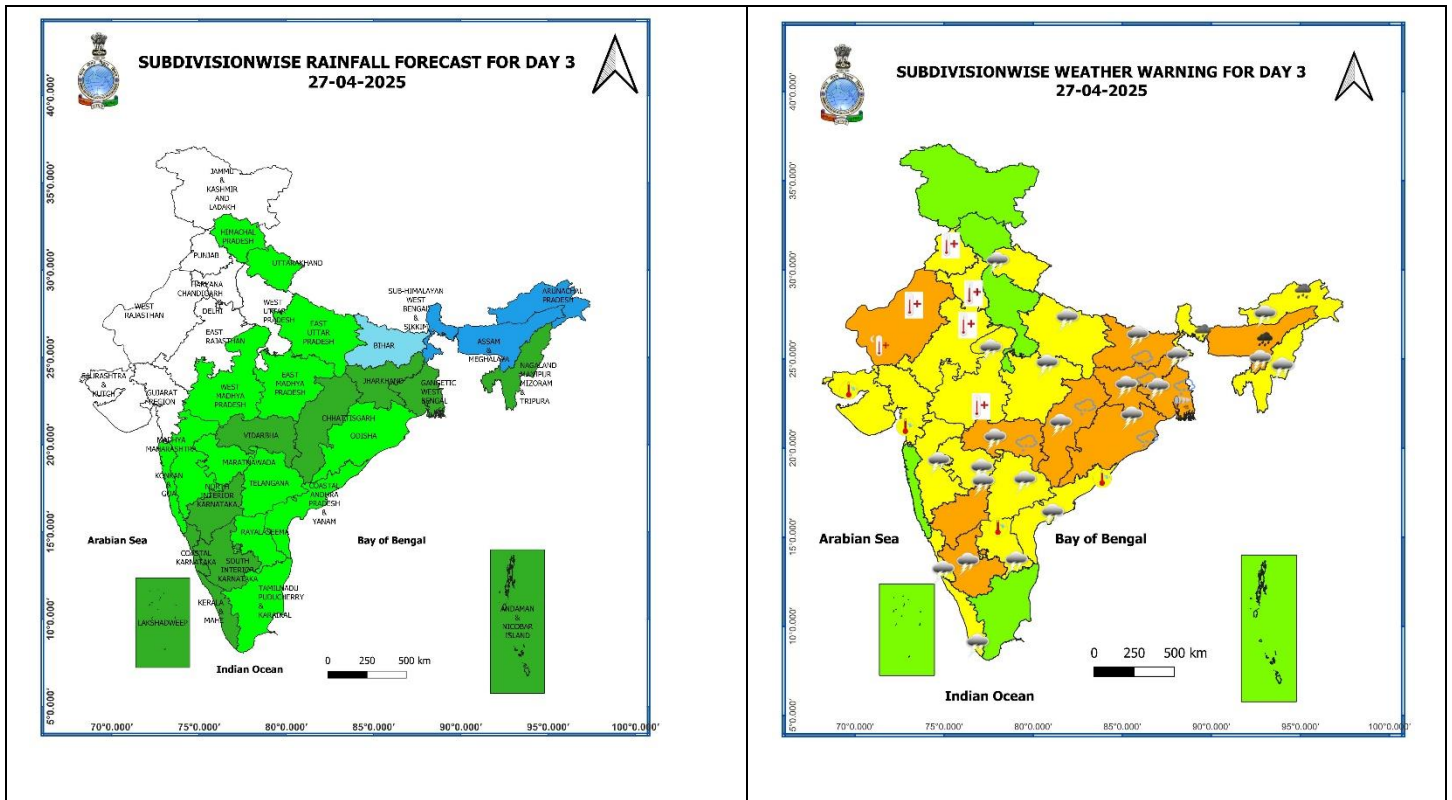 SUBDIVISIONWISE RAINFALL FORECAST FOR DAY 3
27-04-2025
40°0.000'
35°0.000'
30°0.000'
25°0.000'
20°0.000'
15°0.000'
10°0.000'
5°0.000'
JAMMU
&
KASHMIR
AND
LADAKH
HIMACHAL
PRADESH
PUNJAB
UTTARAKHAND
HARYANA
CHANDIGARH
DELHI
WEST
UTTAR
PRADESH
WEST
RAJASTHAN
EAST
RAJASTHAN
EAST
UTTAR
PRADESH
SUB-HIMALAYAN
WEST
BENGAL
&
SIKKIM
ARUNACHAL
PRADESH
BIHAR
ASSAM
&
MEGHALAYA
NAGALAND
MANIPUR
MIZORAM
&
TRIPURA
SAURASHTRA
&
KUTCH
GUJARAT
REGION
WEST
MADHYA
PRADESH
EAST
MADHYA
PRADESH
JHARKHAND
GANGETIC
WEST
BENGAL
CHHATTISGARH
ODISHA
VIDARBHA
MADHYA
MAHARASHTRA
MARATHAWADA
KONKAN
&
GOA
NORTH
INTERIOR
KARNATAKA
TELANGANA
COASTAL
ANDHRA
PRADESH
&
YANAM
RAYALASEEMA
Arabian Sea
Bay of Bengal
COASTAL
KARNATAKA
SOUTH
INTERIOR
KARNATAKA
TAMILNADU
PUDUCHERRY
&
KARAIKAL
KERALA
&
MAHE
LAKSHADWEEP
ANDAMAN
&
NICOBAR
ISLAND
Indian Ocean
0 250 500 km
70°0.000' 75°0.000' 80°0.000' 85°0.000' 90°0.000' 95°0.000' 100°0.000'
SUBDIVISIONWISE WEATHER WARNING FOR DAY 3
27-04-2025
40°0.000'
35°0.000'
30°0.000'
25°0.000'
20°0.000'
15°0.000'
10°0.000'
5°0.000'
Arabian Sea
Bay of Bengal
Indian Ocean
0 250 500 km
70°0.000' 75°0.000' 80°0.000' 85°0.000' 90°0.000' 95°0.000' 100°0.000'